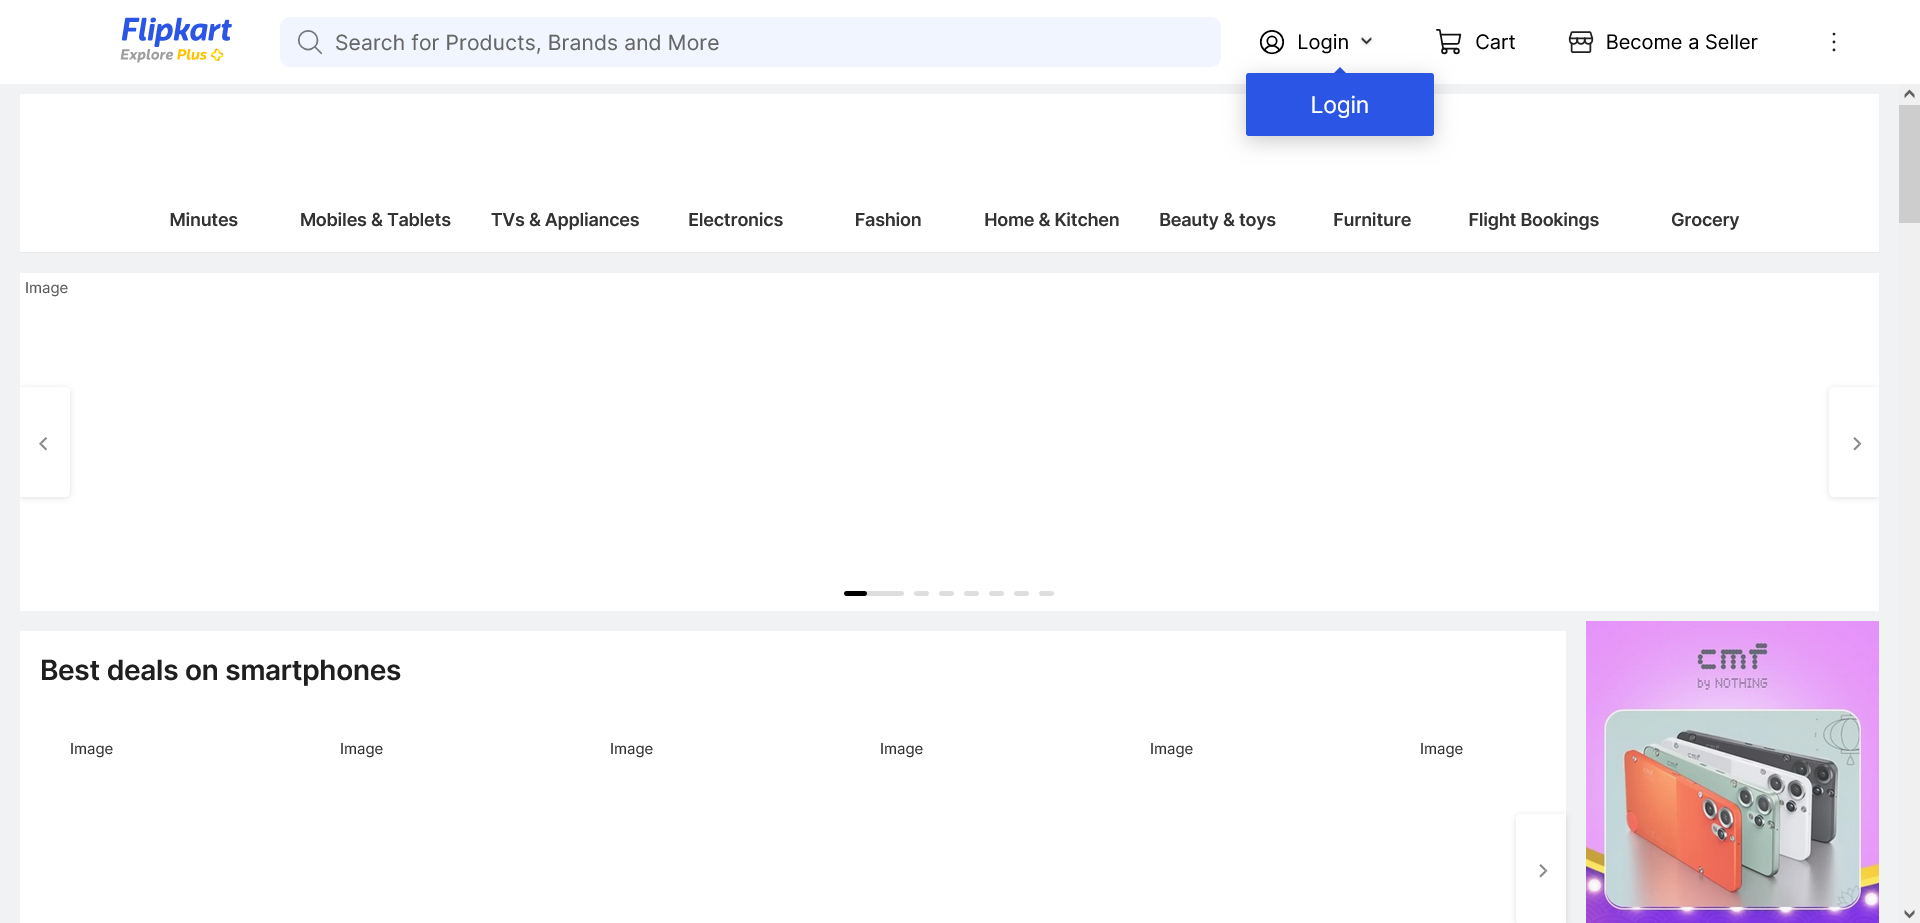 Flipkart
Explore Plus
Search for Products, Brands and More
Login
Cart
Become a Seller
Login
Minutes
Mobiles & Tablets
TVs & Appliances
Electronics
Fashion
Home & Kitchen
Beauty & toys
Furniture
Flight Bookings
Grocery
Image
Best deals on smartphones
Image
Image
Image
Image
Image
Image
cmf
by NOTHING
cmf
cmf